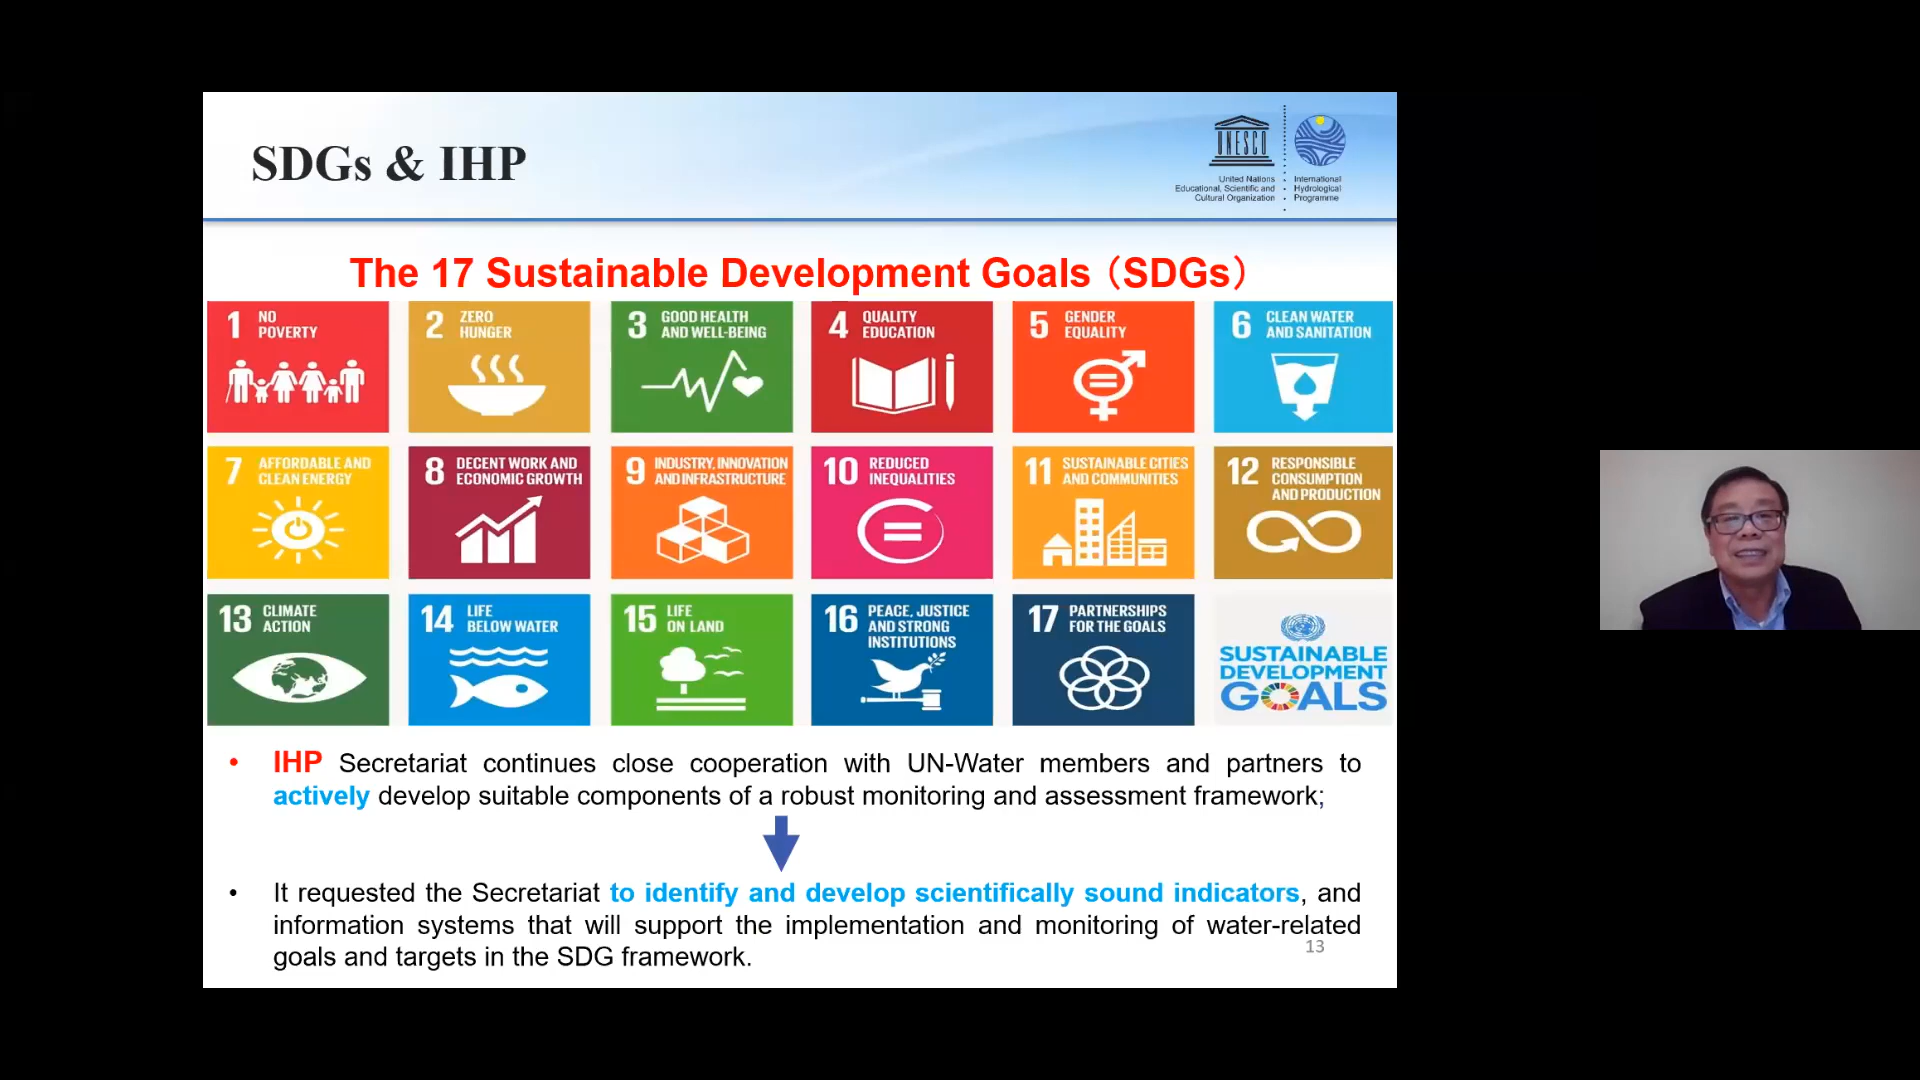 SDGs & IHP
UNESCO
United Nations
Educational, Scientific and
Cultural Organization
International
Hydrological
Programme
The 17 Sustainable Development Goals（SDGs）
1 NO
POVERTY
2 ZERO
HUNGER
3 GOOD HEALTH
AND WELL-BEING
4 QUALITY
EDUCATION
5 GENDER
EQUALITY
6 CLEAN WATER
AND SANITATION
7 AFFORDABLE AND
CLEAN ENERGY
8 DECENT WORK AND
ECONOMIC GROWTH
9 INDUSTRY, INNOVATION
AND INFRASTRUCTURE
10 REDUCED
INEQUALITIES
11 SUSTAINABLE CITIES
AND COMMUNITIES
12 RESPONSIBLE
CONSUMPTION
AND PRODUCTION
13 CLIMATE
ACTION
14 LIFE
BELOW WATER
15 LIFE
ON LAND
16 PEACE, JUSTICE
AND STRONG
INSTITUTIONS
17 PARTNERSHIPS
FOR THE GOALS
SUSTAINABLE
DEVELOPMENT
GOALS
• IHP Secretariat continues close cooperation with UN-Water members and partners to
actively develop suitable components of a robust monitoring and assessment framework;
• It requested the Secretariat to identify and develop scientifically sound indicators, and
information systems that will support the implementation and monitoring of water-related
goals and targets in the SDG framework.
13